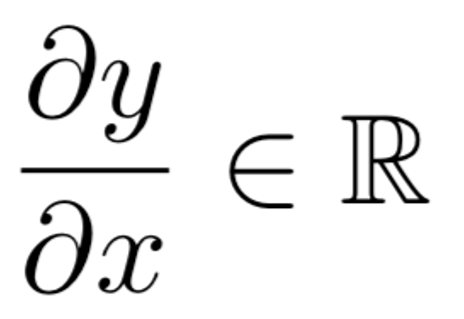 ∂y/∂x ∈ ℝ